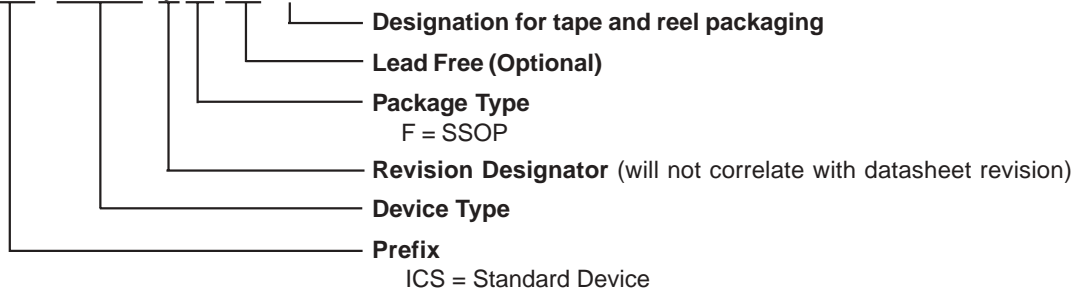 Designation for tape and reel packaging
Lead Free (Optional)
Package Type
F = SSOP
Revision Designator (will not correlate with datasheet revision)
Device Type
Prefix
ICS = Standard Device